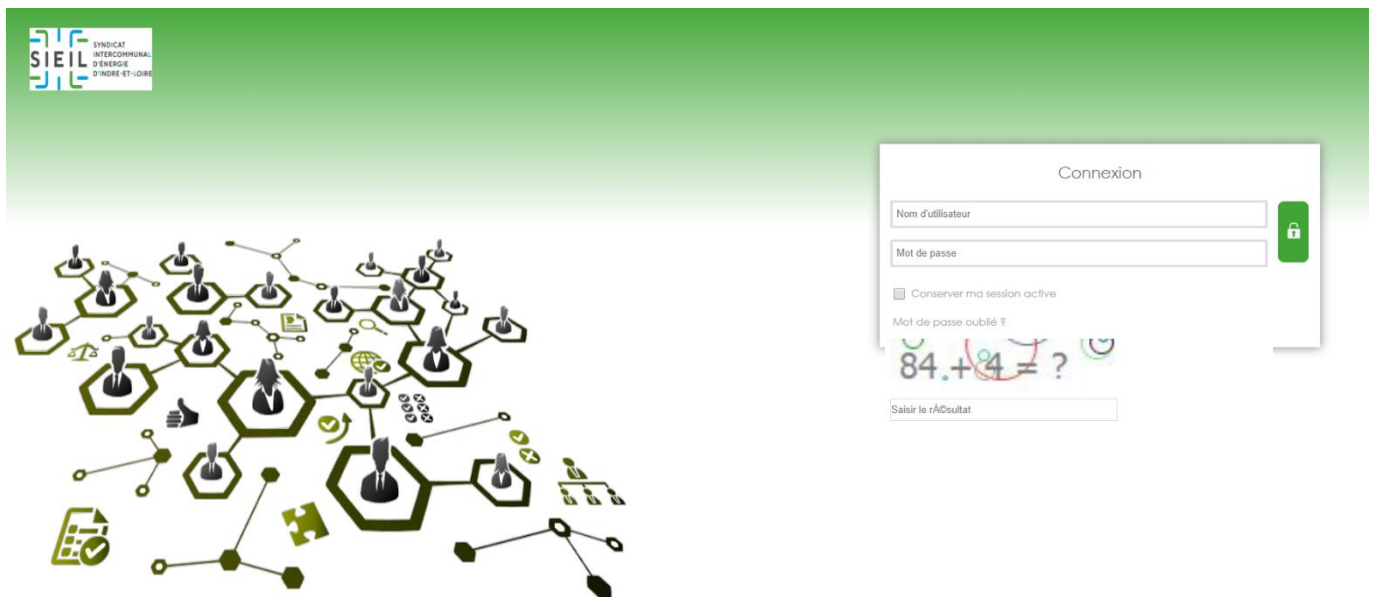 SIEIL
SYNDICAT
INTERCOMMUNAL
D'ÉNERGIE
D'INDRE-ET-LOIRE
Connexion
Nom d'utilisateur
Mot de passe
Conserver ma session active
Mot de passe oublié ?
84 + 4 = ?
Saisir le rÃ©sultat